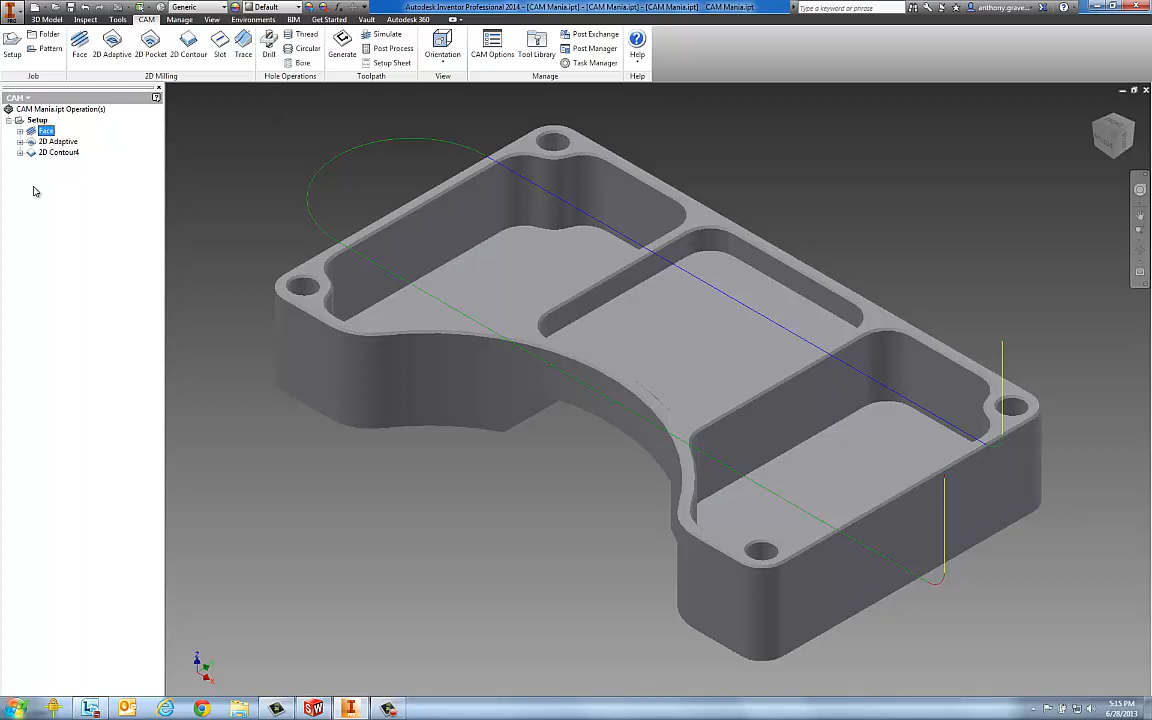 PRO
Generic
Default
Autodesk Inventor Professional 2014 - [CAM Mania.ipt] - [CAM Mania.ipt] - [CAM Mania.ipt] CAM Mania.ipt
Type a keyword or phrase
anthony.grave...
3D Model Inspect Tools CAM Manage View Environments BIM Get Started Vault Autodesk 360
Setup
Folder
Pattern
Face 2D Adaptive 2D Pocket 2D Contour Slot Trace
Drill
Thread
Circular
Bore
Generate
Simulate
Post Process
Setup Sheet
Orientation
CAM Options Tool Library
Post Exchange
Post Manager
Task Manager
Help
Job 2D Milling Hole Operations Toolpath View Manage Help
CAM
CAM Mania.ipt Operation(s)
Setup
Face
2D Adaptive
2D Contour4
Z
X
5:15 PM
6/28/2013